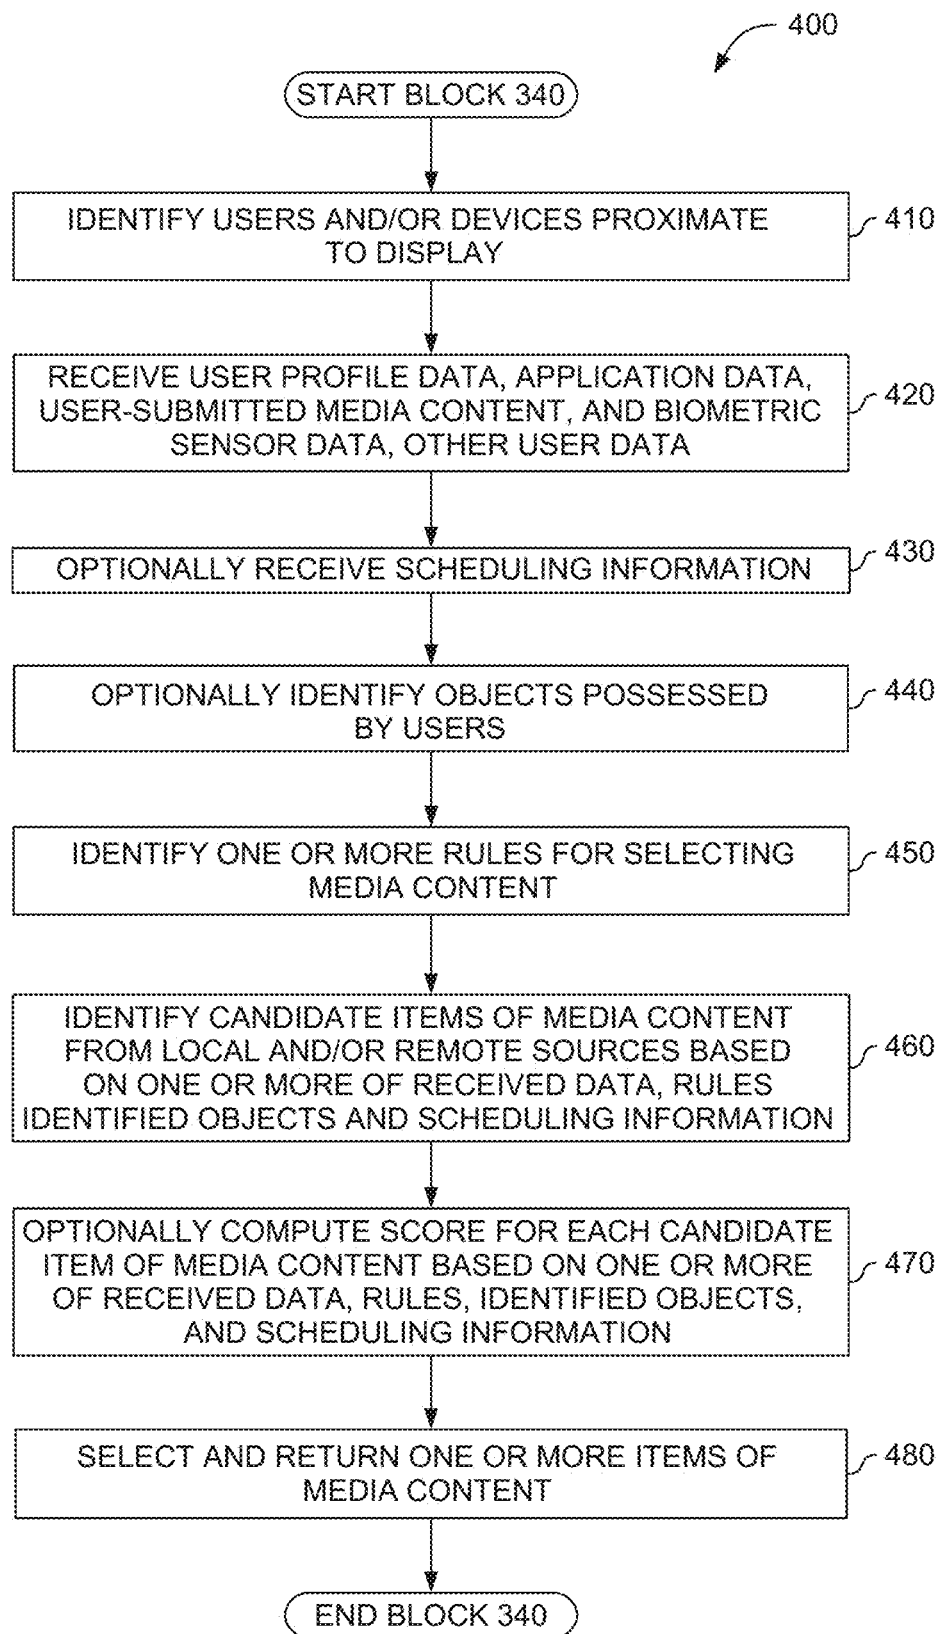 400
START BLOCK 340
IDENTIFY USERS AND/OR DEVICES PROXIMATE
TO DISPLAY
410
RECEIVE USER PROFILE DATA, APPLICATION DATA,
USER-SUBMITTED MEDIA CONTENT, AND BIOMETRIC
SENSOR DATA, OTHER USER DATA
420
OPTIONALLY RECEIVE SCHEDULING INFORMATION
430
OPTIONALLY IDENTIFY OBJECTS POSSESSED
BY USERS
440
IDENTIFY ONE OR MORE RULES FOR SELECTING
MEDIA CONTENT
450
IDENTIFY CANDIDATE ITEMS OF MEDIA CONTENT
FROM LOCAL AND/OR REMOTE SOURCES BASED
ON ONE OR MORE OF RECEIVED DATA, RULES
IDENTIFIED OBJECTS AND SCHEDULING INFORMATION
460
OPTIONALLY COMPUTE SCORE FOR EACH CANDIDATE
ITEM OF MEDIA CONTENT BASED ON ONE OR MORE
OF RECEIVED DATA, RULES, IDENTIFIED OBJECTS,
AND SCHEDULING INFORMATION
470
SELECT AND RETURN ONE OR MORE ITEMS OF
MEDIA CONTENT
480
END BLOCK 340